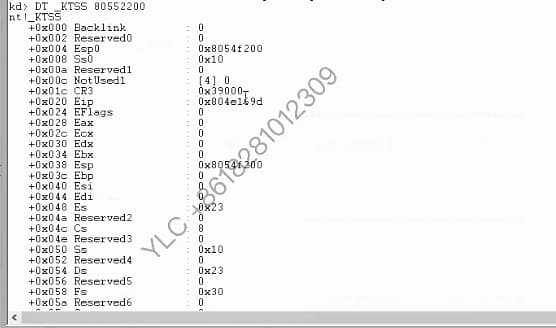 kd> DT _KTSS 80552200
nt!_KTSS
+0x000 Backlink : 0
+0x002 Reserved0 : 0
+0x004 Esp0 : 0x8054f200
+0x008 Ss0 : 0x10
+0x00a Reserved1 : 0
+0x00c NotUsed1 : [4] 0
+0x01c CR3 : 0x39000
+0x020 Eip : 0x804e169d
+0x024 EFlags : 0
+0x028 Eax : 0
+0x02c Ecx : 0
+0x030 Edx : 0
+0x034 Ebx : 0
+0x038 Esp : 0x8054f200
+0x03c Ebp : 0
+0x040 Esi : 0
+0x044 Edi : 0
+0x048 Es : 0x23
+0x04a Reserved2 : 0
+0x04c Cs : 8
+0x04e Reserved3 : 0
+0x050 Ss : 0x10
+0x052 Reserved4 : 0
+0x054 Ds : 0x23
+0x056 Reserved5 : 0
+0x058 Fs : 0x30
+0x05a Reserved6 : 0
YLC +8618281012309